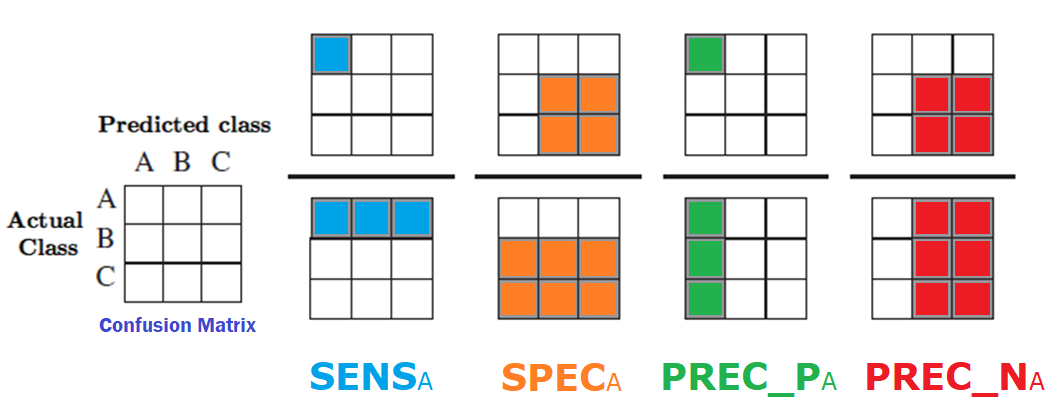 Predicted class
A B C
Actual
Class
A
B
C
Confusion Matrix
SENSA
SPECA
PREC_PA
PREC_NA